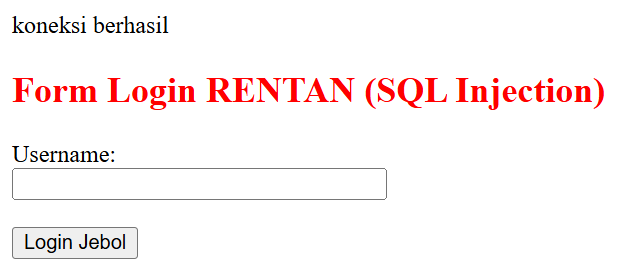 koneksi berhasil
Form Login RENTAN (SQL Injection)
Username:
Login Jebol